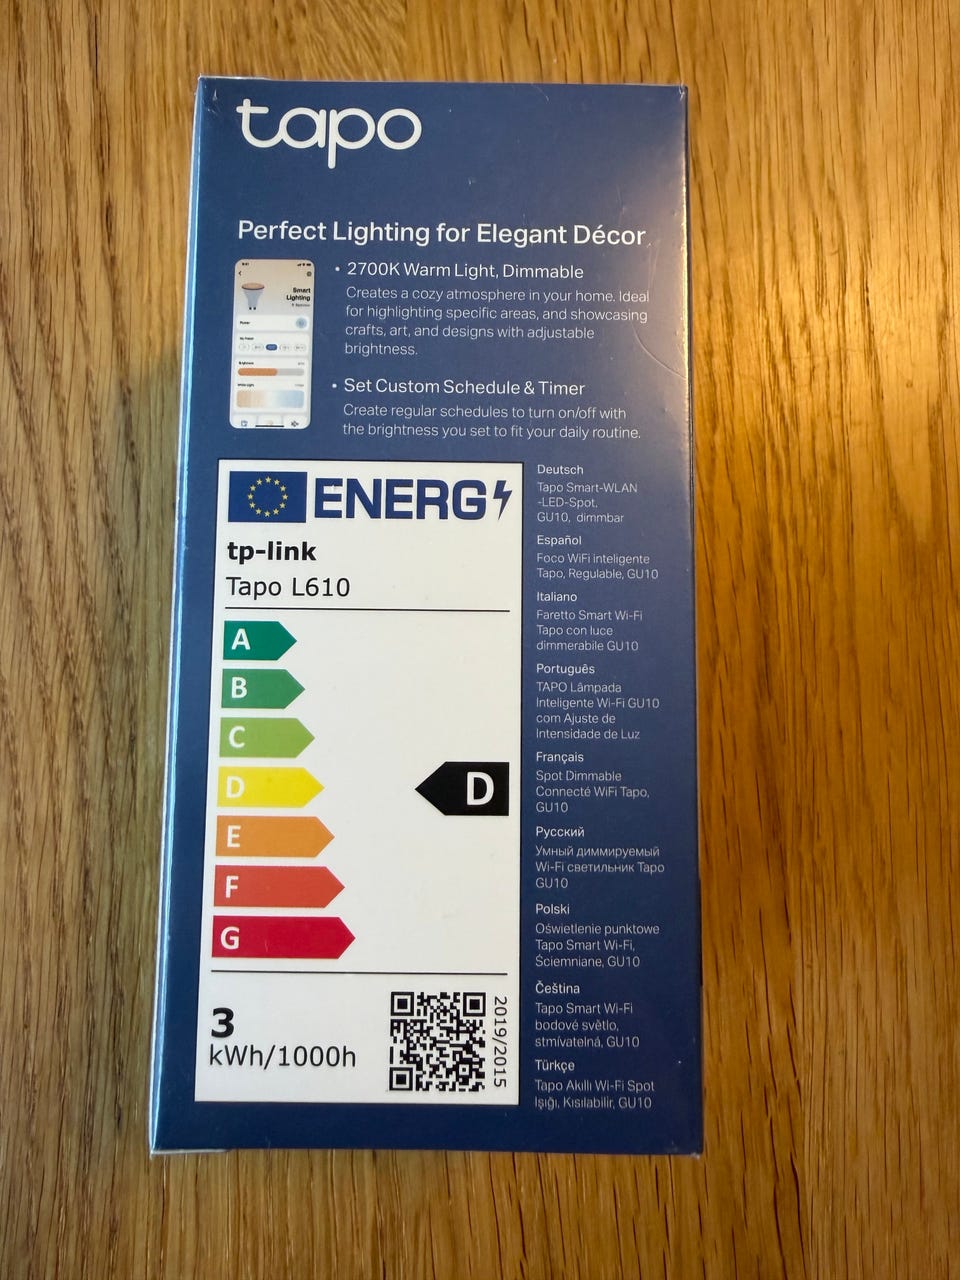 tapo
Perfect Lighting for Elegant Décor
• 2700K Warm Light, Dimmable
Creates a cozy atmosphere in your home. Ideal
for highlighting specific areas, and showcasing
crafts, art, and designs with adjustable
brightness.
• Set Custom Schedule & Timer
Create regular schedules to turn on/off with
the brightness you set to fit your daily routine.
Smart
Lighting
Power
ENERG
tp-link
Tapo L610
A
B
C
D
D
E
F
G
3
kWh/1000h
2019/2015
Deutsch
Tapo Smart-WLAN
-LED-Spot,
GU10, dimmbar
Español
Foco WiFi inteligente
Tapo, Regulable, GU10
Italiano
Faretto Smart Wi-Fi
Tapo con luce
dimmerabile GU10
Português
TAPO Lâmpada
Inteligente Wi-Fi GU10
com Ajuste de
Intensidade de Luz
Français
Spot Dimmable
Connecté WiFi Tapo,
GU10
Русский
Умный диммируемый
Wi-Fi светильник Tapo
GU10
Polski
Oświetlenie punktowe
Tapo Smart Wi-Fi,
Ściemniane, GU10
Čeština
Tapo Smart Wi-Fi
bodové světlo,
stmívatelná, GU10
Türkçe
Tapo Akıllı Wi-Fi Spot
Işığı, Kısılabilir, GU10